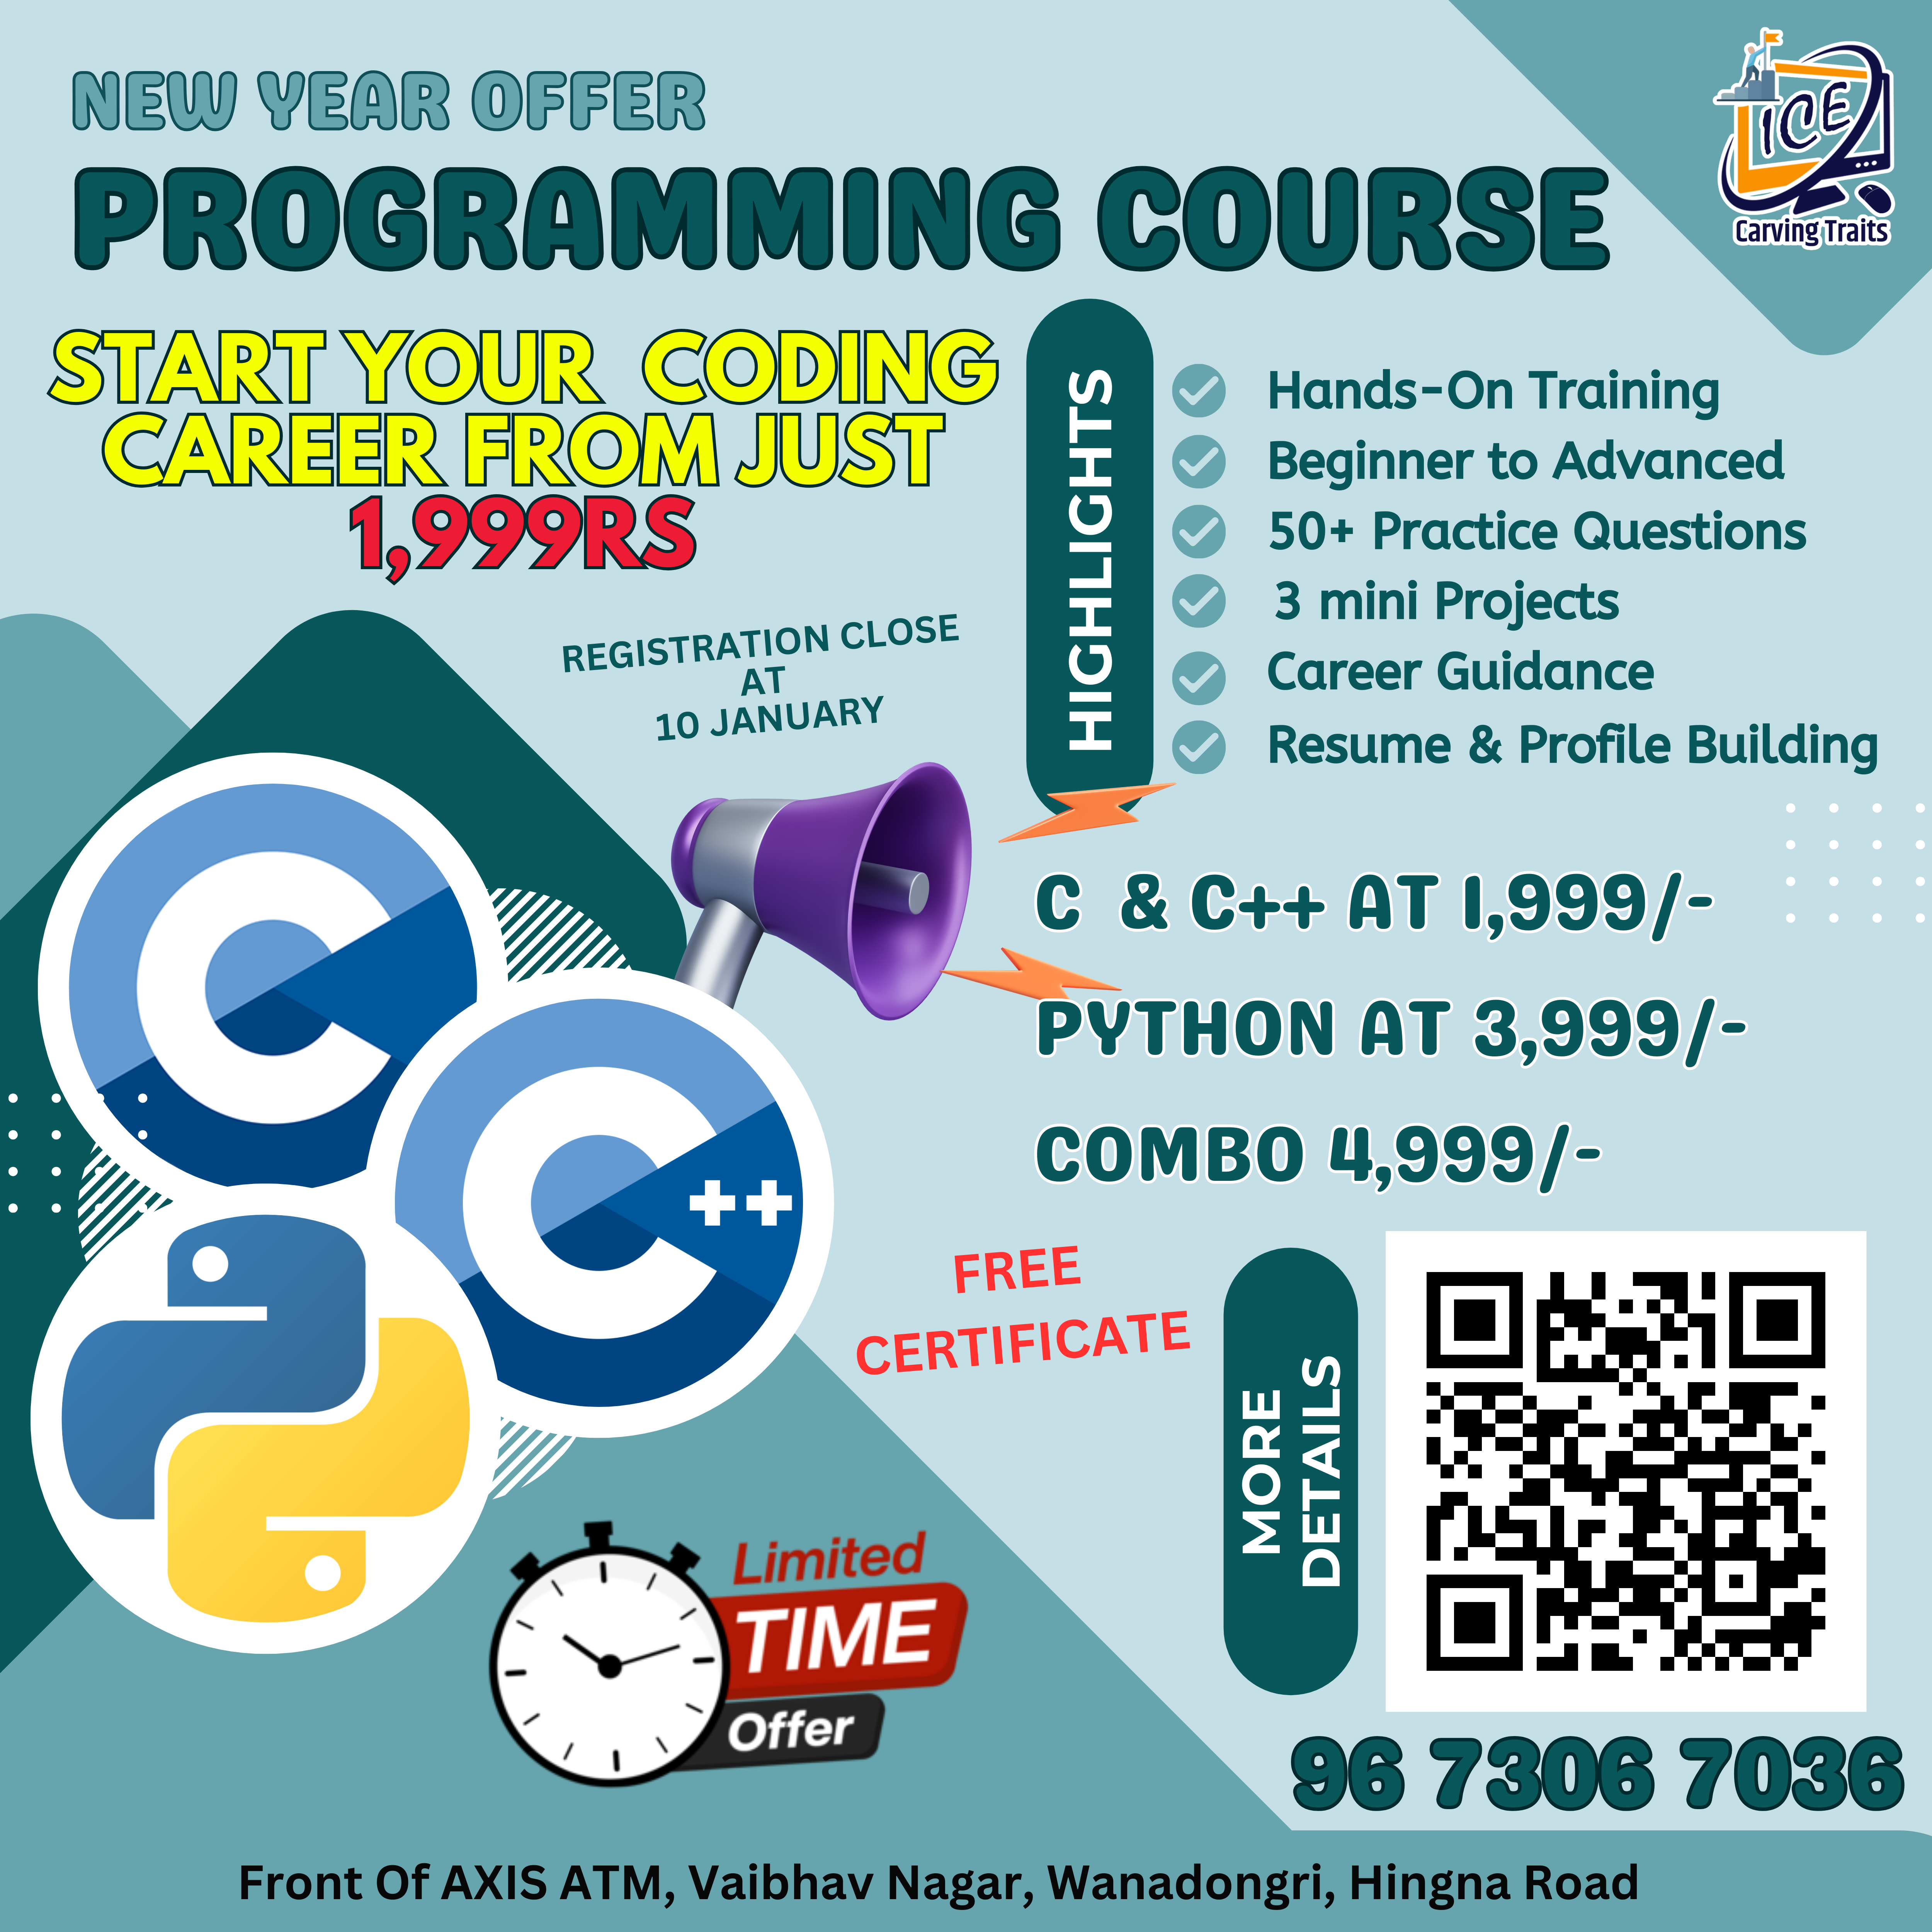 NEW YEAR OFFER
PROGRAMMING COURSE
ICE
Carving Traits
START YOUR CODING
CAREER FROM JUST
1,999RS
REGISTRATION CLOSE
AT
10 JANUARY
HIGHLIGHTS
Hands-On Training
Beginner to Advanced
50+ Practice Questions
3 mini Projects
Career Guidance
Resume & Profile Building
C & C++ AT 1,999/-
PYTHON AT 3,999/-
COMBO 4,999/-
C
C++
FREE
CERTIFICATE
MORE
DETAILS
Limited
TIME
Offer
96 7306 7036
Front Of AXIS ATM, Vaibhav Nagar, Wanadongri, Hingna Road